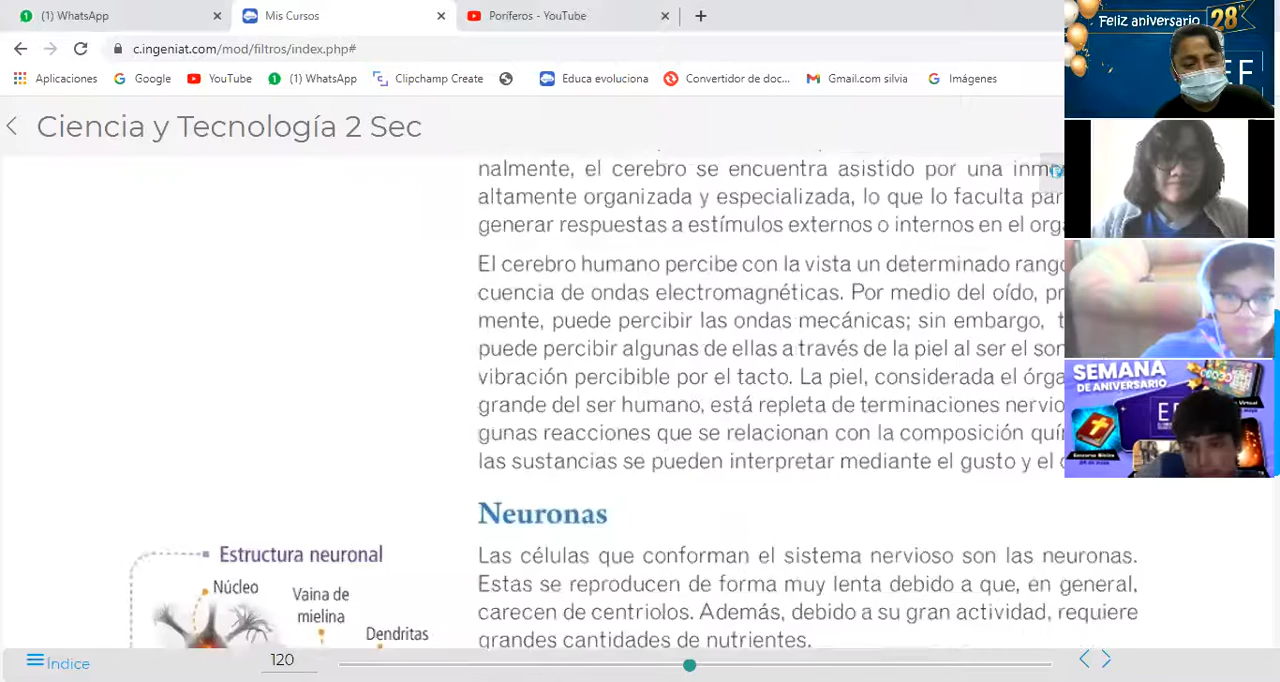 (1) WhatsApp
Mis Cursos
Poríferos - YouTube
c.ingeniat.com/mod/filtros/index.php#
Aplicaciones
Google
YouTube
(1) WhatsApp
Clipchamp Create
Educa evoluciona
Convertidor de doc...
Gmail.com silvia
Imágenes
Ciencia y Tecnología 2 Sec
nalmente, el cerebro se encuentra asistido por una inm
altamente organizada y especializada, lo que lo faculta par
generar respuestas a estímulos externos o internos en el org
El cerebro humano percibe con la vista un determinado rango
cuencia de ondas electromagnéticas. Por medio del oído, pr
mente, puede percibir las ondas mecánicas; sin embargo, t
puede percibir algunas de ellas a través de la piel al ser el son
vibración percibible por el tacto. La piel, considerada el órga
grande del ser humano, está repleta de terminaciones nervio
gunas reacciones que se relacionan con la composición quí
las sustancias se pueden interpretar mediante el gusto y el
Neuronas
Las células que conforman el sistema nervioso son las neuronas.
Estas se reproducen de forma muy lenta debido a que, en general,
carecen de centriolos. Además, debido a su gran actividad, requiere
grandes cantidades de nutrientes.
Estructura neuronal
Núcleo
Vaina de
mielina
Dendritas
Índice
120
Feliz aniversario 28°
EF
SEMANA
DE ANIVERSARIO